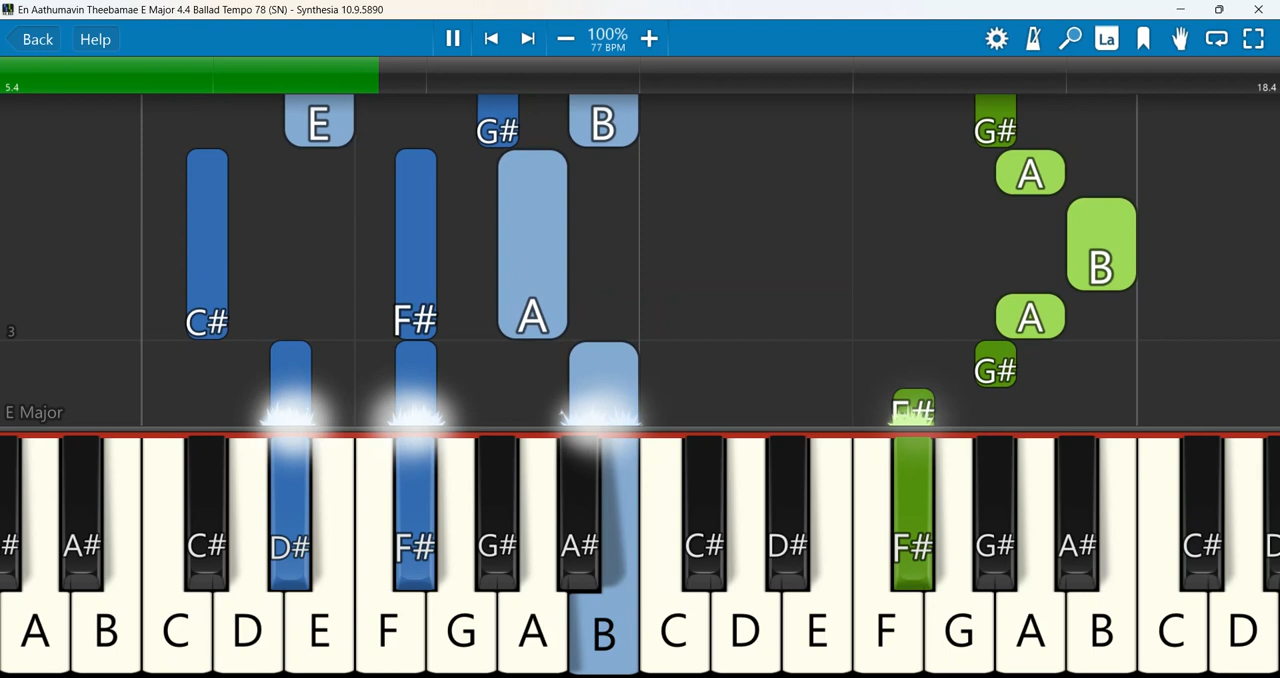 En Aathumavin Theebamae E Major 4.4 Ballad Tempo 78 (SN) - Synthesia 10.9.5890
Back Help 100% La
77 BPM
5.4 18.4
E G# B G#
A A
B
C# F# A A
3
G#
E Major F#
# A# C# D# F# G# A# C# D# F# G# A# C# D
A B C D E F G A B C D E F G A B C D